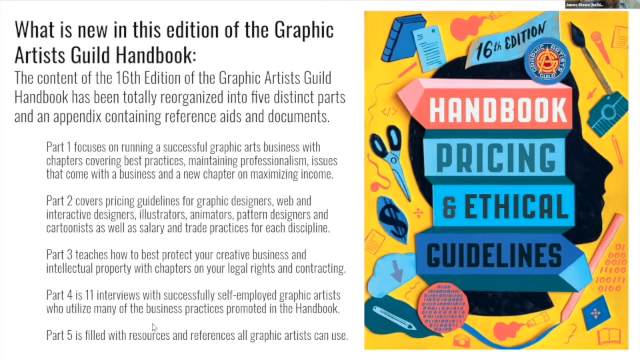 What is new in this edition of the Graphic
Artists Guild Handbook:
The content of the 16th Edition of the Graphic Artists Guild
Handbook has been totally reorganized into five distinct parts
and an appendix containing reference aids and documents.
Part 1 focuses on running a successful graphic arts business with
chapters covering best practices, maintaining professionalism, issues
that come with a business and a new chapter on maximizing income.
Part 2 covers pricing guidelines for graphic designers, web and
interactive designers, illustrators, animators, pattern designers and
cartoonists as well as salary and trade practices for each discipline.
Part 3 teaches how to best protect your creative business and
intellectual property with chapters on your legal rights and contracting.
Part 4 is 11 interviews with successfully self-employed graphic artists
who utilize many of the business practices promoted in the Handbook.
Part 5 is filled with resources and references all graphic artists can use.
16th EDITION
GRAPHIC ARTISTS GUILD
HANDBOOK
PRICING
& ETHICAL
GUIDELINES
$